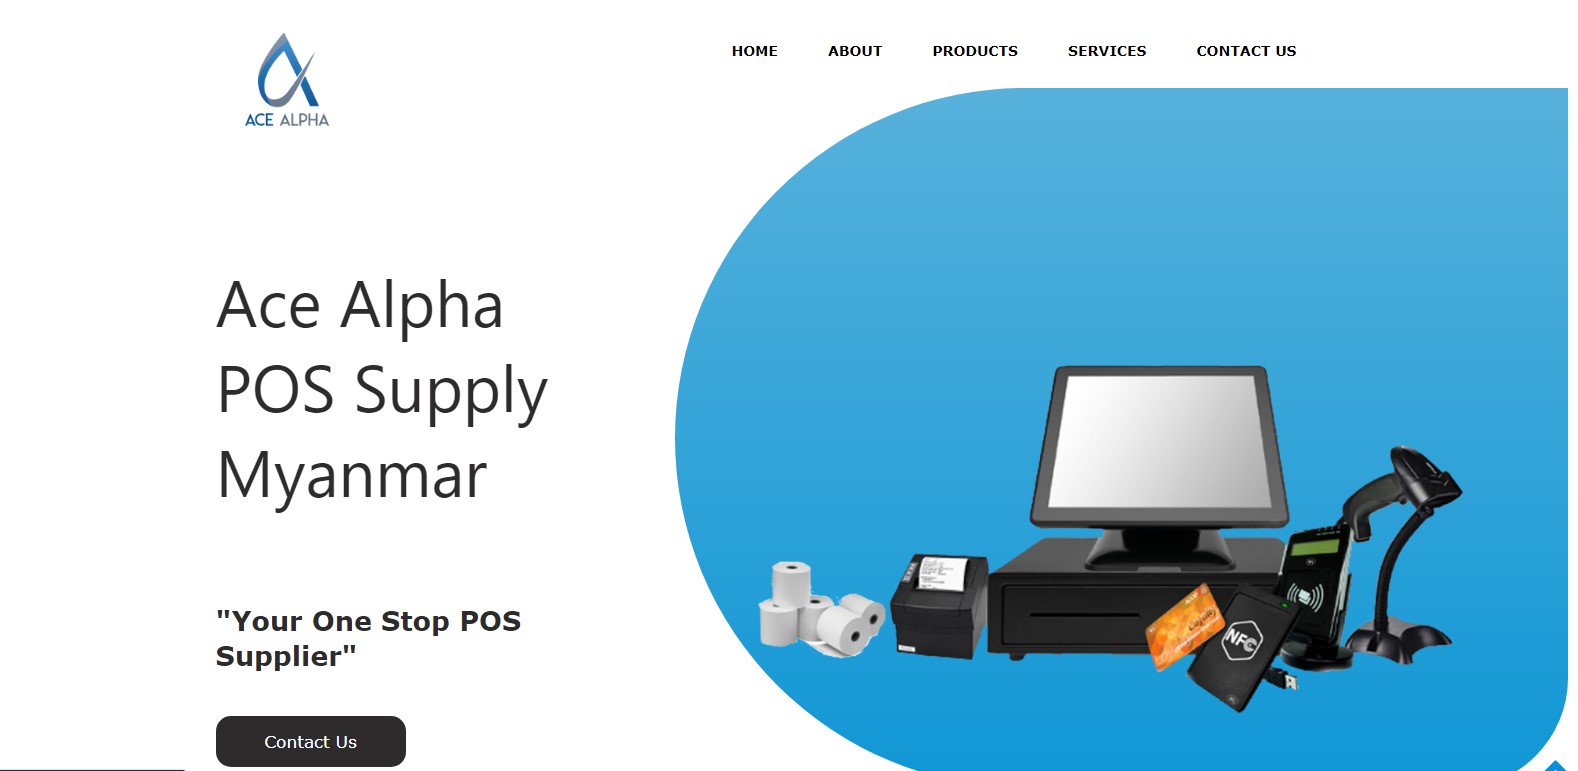 ACE ALPHA
HOME ABOUT PRODUCTS SERVICES CONTACT US
Ace Alpha
POS Supply
Myanmar
"Your One Stop POS
Supplier"
Contact Us
NFC